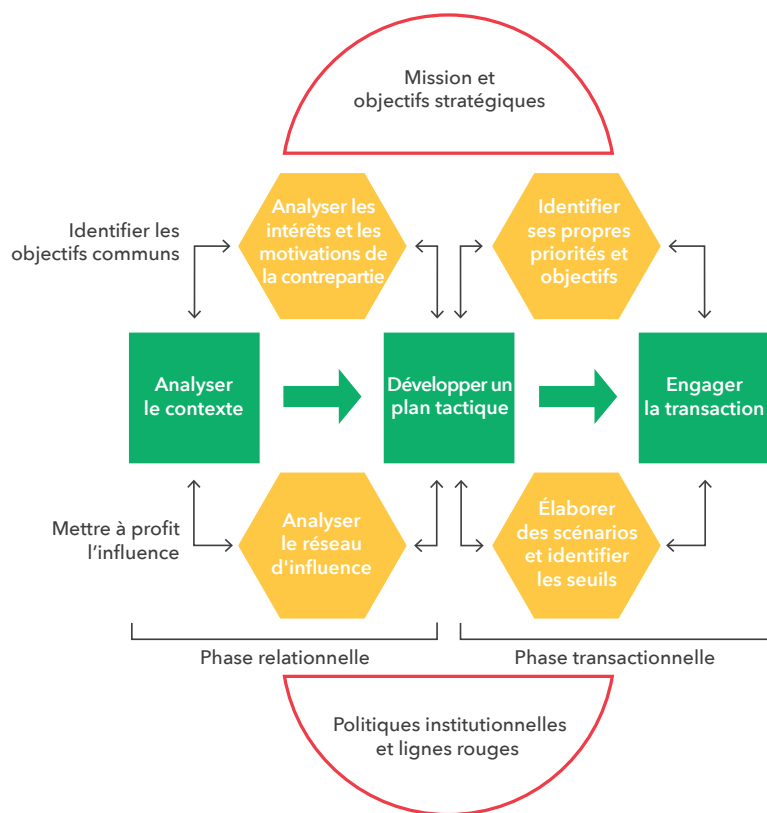 Mission et
objectifs stratégiques
Analyser les
intérêts et les
motivations de
la contrepartie
Identifier
ses propres
priorités et
objectifs
Identifier les
objectifs communs
Analyser
le contexte
Développer un
plan tactique
Engager
la transaction
Mettre à profit
l'influence
Analyser
le réseau
d'influence
Élaborer
des scénarios
et identifier
les seuils
Phase relationnelle
Phase transactionnelle
Politiques institutionnelles
et lignes rouges